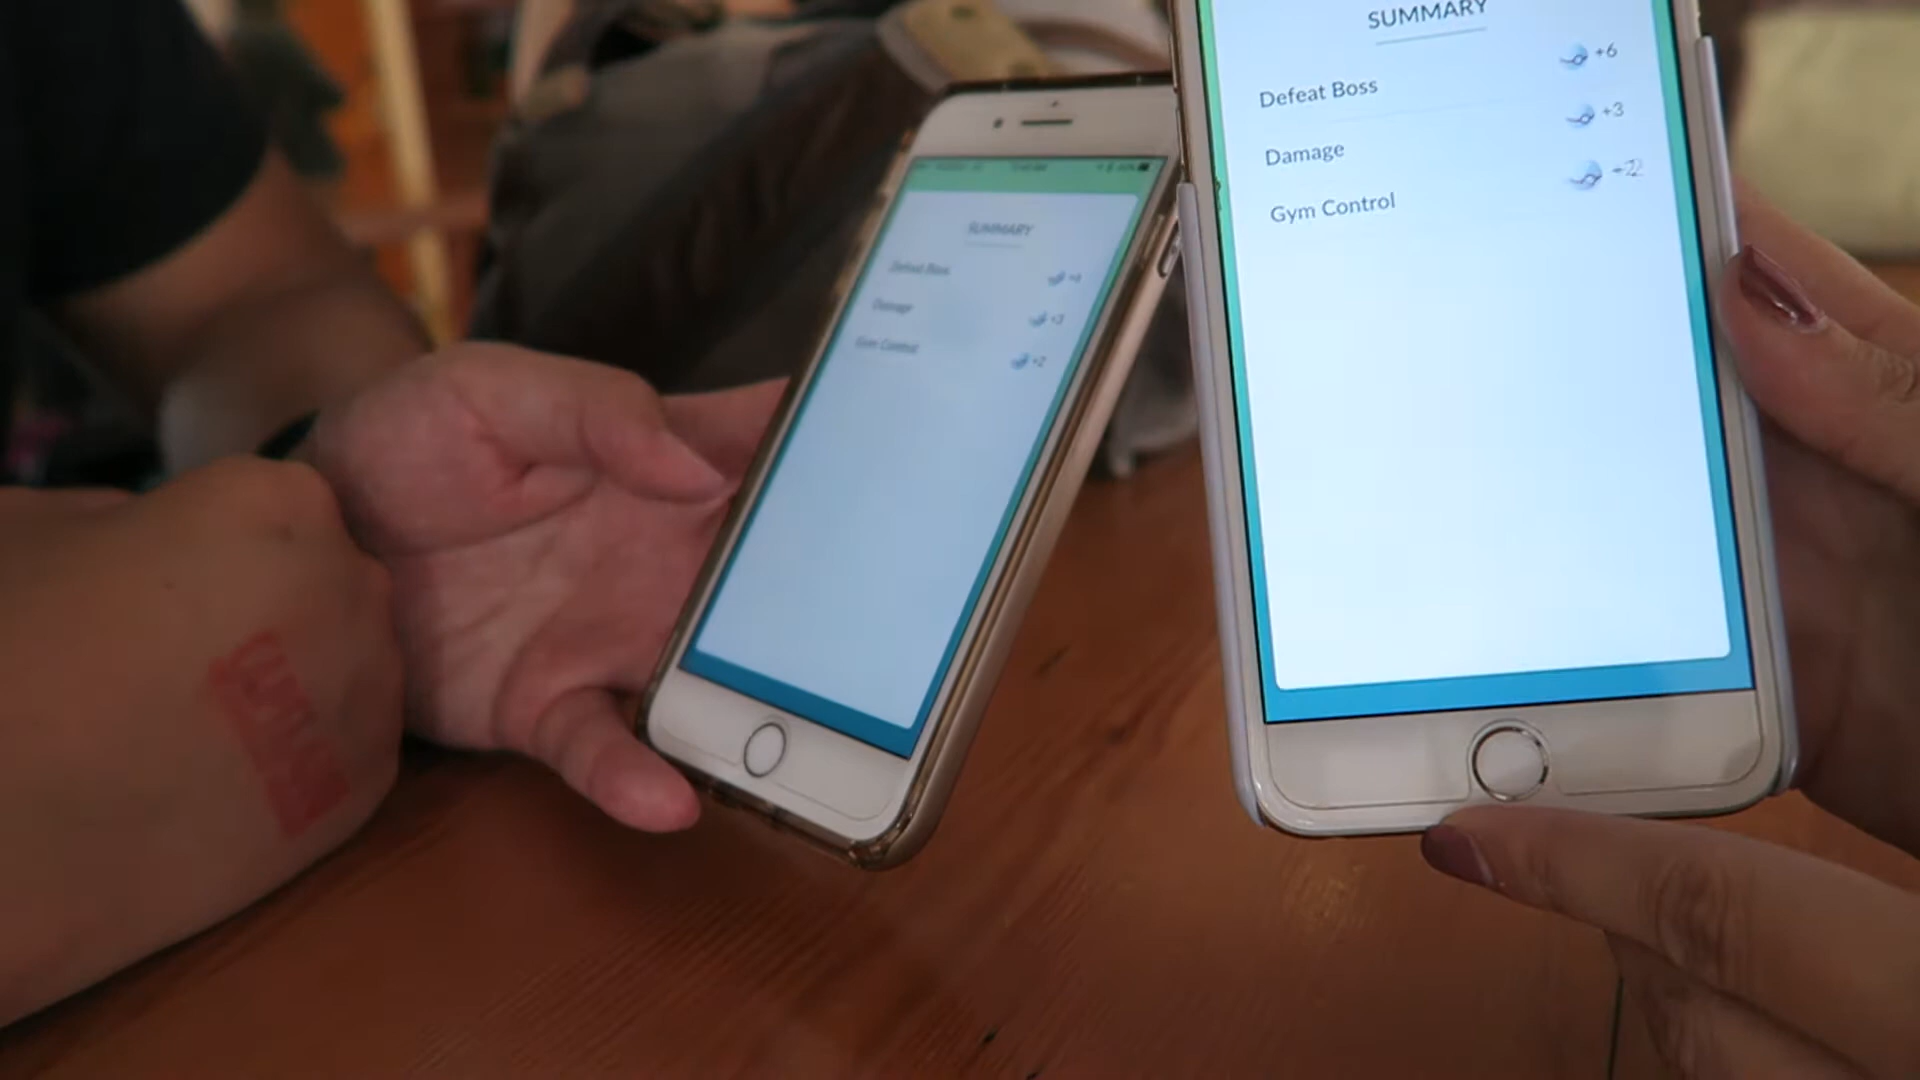 SUMMARY
Defeat Boss +6
Damage +3
Gym Control +2
SUMMARY
Defeat Boss
Damage +3
Gym Control +2